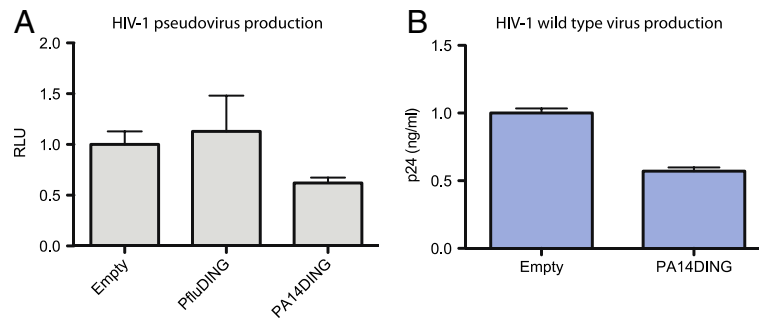 A
HIV-1 pseudovirus production
RLU
2.0
1.5
1.0
0.5
0.0
Empty
PfluDING
PA14DING
B
HIV-1 wild type virus production
p24 (ng/ml)
1.5
1.0
0.5
0.0
Empty
PA14DING